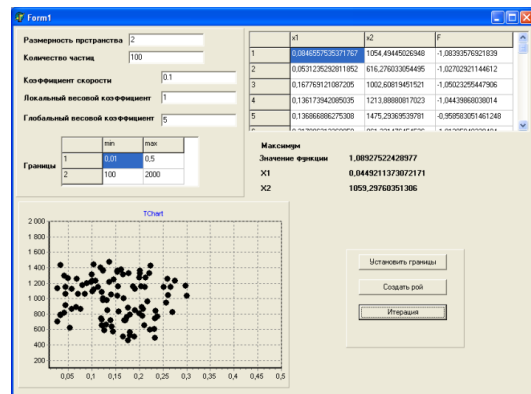 Form1
Размерность прстранства 2
Количество частиц 100
Коэффициент скорости 0.1
Локальный весовой коэффициент 1
Глобальный весовой коэффициент 5
min max
Границы
1 0,01 0,5
2 100 2000
x1 x2 F
1 0,0846557535371767 1054,49445026948 -1,08393576921839
2 0,0531235292811852 616,276033054495 -1,02702921144612
3 0,167769121087205 1002,60819451521 -1,05023255447906
4 0,136173942085035 1213,88880817023 -1,04439868038014
5 0,136866886275308 1475,29369539781 -0,958583051461248
Максимум
Значение функции 1,08927522428977
X1 0,0449211373072171
X2 1059,29760351306
TChart
2 000
1 800
1 600
1 400
1 200
1 000
800
600
400
200
0,05 0,1 0,15 0,2 0,25 0,3 0,35 0,4 0,45 0,5
Установить границы
Создать рой
Итерация